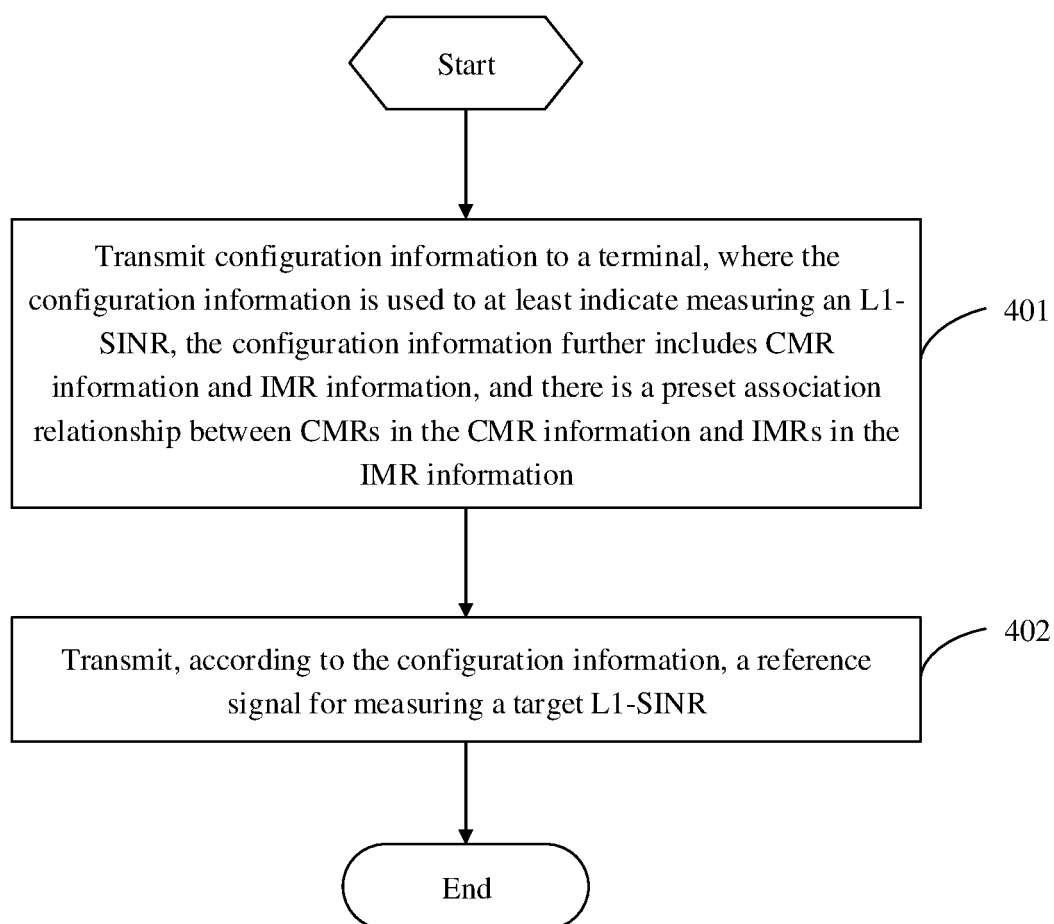 Start
Transmit configuration information to a terminal, where the
configuration information is used to at least indicate measuring an L1-
SINR, the configuration information further includes CMR
information and IMR information, and there is a preset association
relationship between CMRs in the CMR information and IMRs in the
IMR information
401
Transmit, according to the configuration information, a reference
signal for measuring a target L1-SINR
402
End